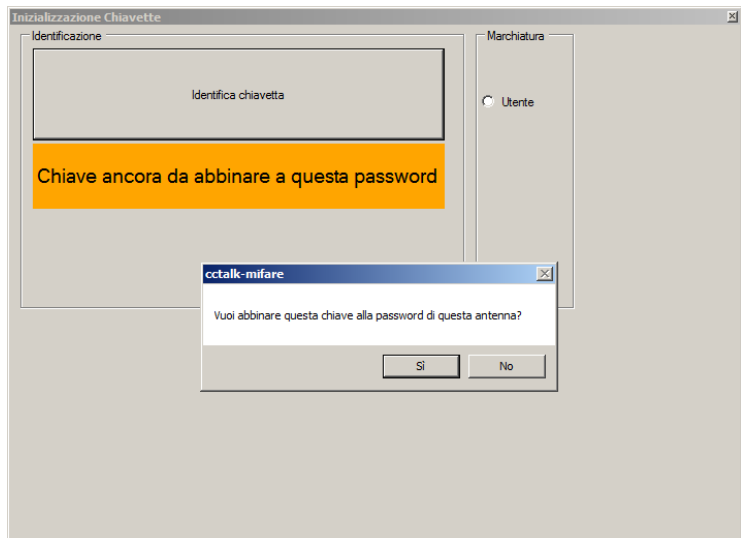 Inizializzazione Chiavette
Identificazione
Marchiatura
Identifica chiavetta
Utente
Chiave ancora da abbinare a questa password
cctalk-mifare
Vuoi abbinare questa chiave alla password di questa antenna?
Sì
No